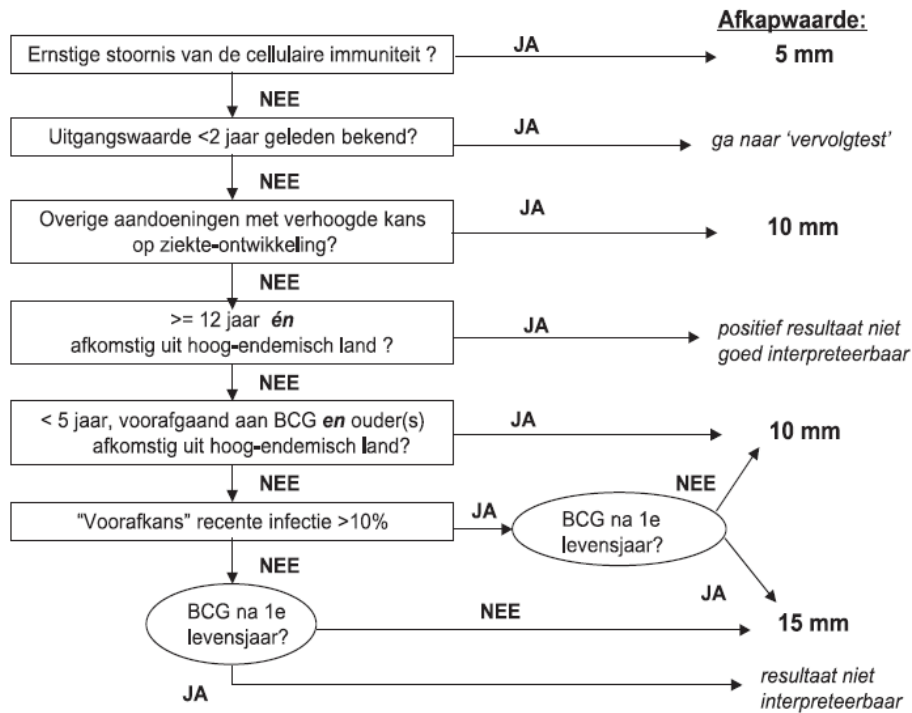 Afkapwaarde:
Ernstige stoornis van de cellulaire immuniteit ?
JA
5 mm
NEE
Uitgangswaarde <2 jaar geleden bekend?
JA
ga naar ‘vervolgtest’
NEE
Overige aandoeningen met verhoogde kans
op ziekte-ontwikkeling?
JA
10 mm
NEE
>= 12 jaar én
afkomstig uit hoog-endemisch land ?
JA
positief resultaat niet
goed interpreteerbaar
NEE
< 5 jaar, voorafgaand aan BCG en ouder(s)
afkomstig uit hoog-endemisch land?
JA
10 mm
NEE
"Voorafkans" recente infectie >10%
JA
BCG na 1e
levensjaar?
NEE
JA
15 mm
NEE
BCG na 1e
levensjaar?
NEE
JA
resultaat niet
interpreteerbaar